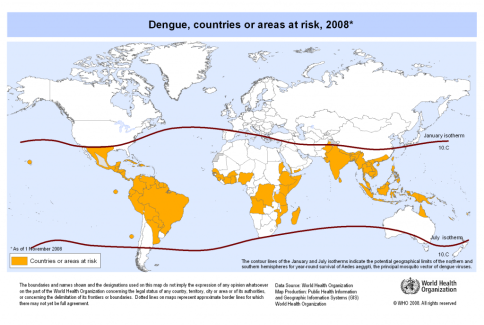 Dengue, countries or areas at risk, 2008*
January isotherm
10.C
July isotherm
10.C
* As of 1 November 2008
Countries or areas at risk
The contour lines of the January and July isotherms indicate the potential geographical limits of the northern and
southern hemispheres for year-round survival of Aedes aegypti, the principal mosquito vector of dengue viruses.
The boundaries and names shown and the designations used on this map do not imply the expression of any opinion whatsoever
on the part of the World Health Organization concerning the legal status of any country, territory, city or area or of its authorities,
or concerning the delimitation of its frontiers or boundaries. Dotted lines on maps represent approximate border lines for which
there may not yet be full agreement.
Data Source: World Health Organization
Map Production: Public Health Information
and Geographic Information Systems (GIS)
World Health Organization
World Health
Organization
© WHO 2008. All rights reserved